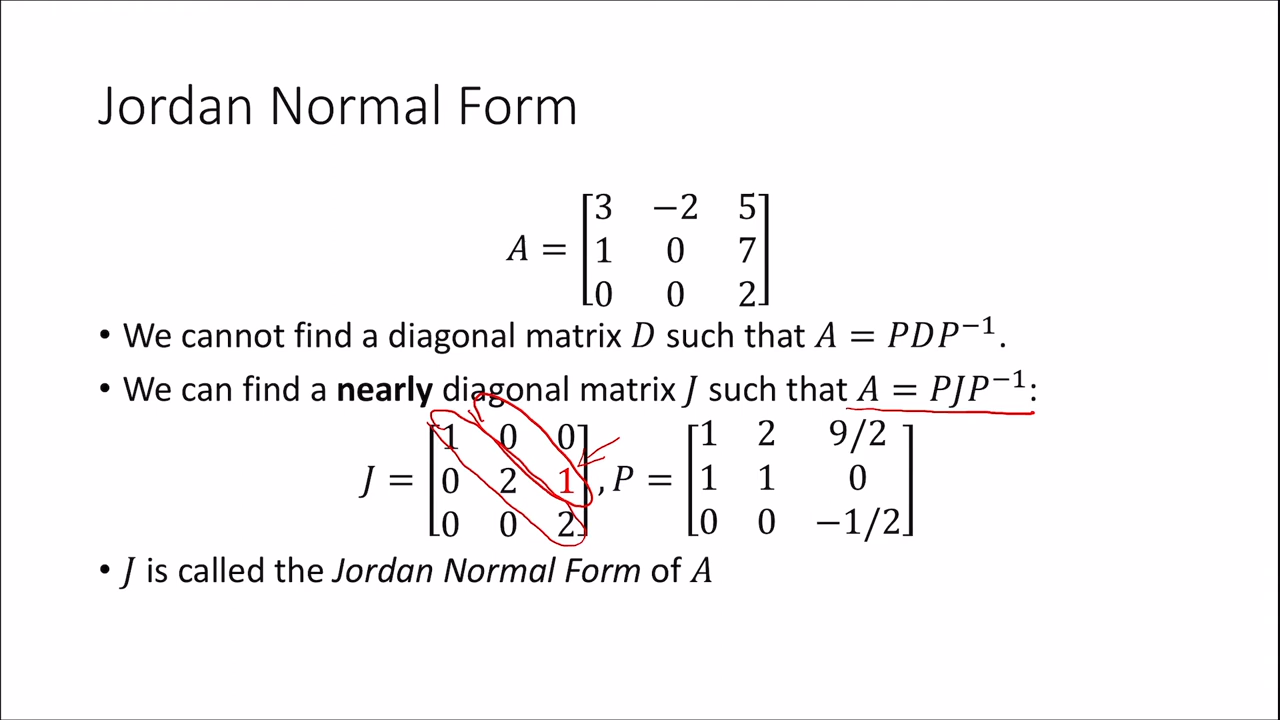 Jordan Normal Form
A = [3 −2 5
1 0 7
0 0 2]
• We cannot find a diagonal matrix D such that A = PDP⁻¹.
• We can find a nearly diagonal matrix J such that A = PJP⁻¹:
J = [1 0 0
0 2 1
0 0 2], P = [1 2 9/2
1 1 0
0 0 −1/2]
• J is called the Jordan Normal Form of A